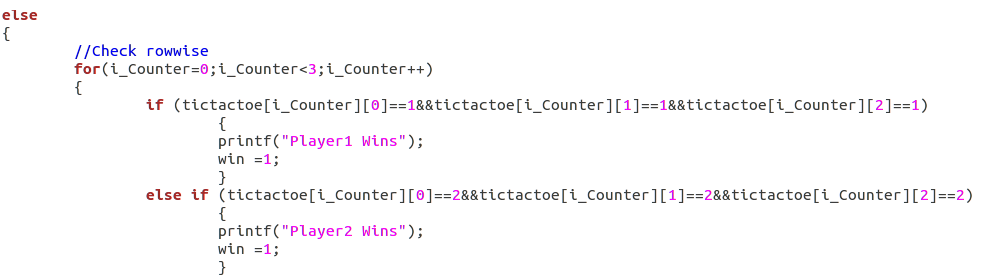 else
{
        //Check rowwise
        for(i_Counter=0;i_Counter<3;i_Counter++)
        {
                if (tictactoe[i_Counter][0]==1&&tictactoe[i_Counter][1]==1&&tictactoe[i_Counter][2]==1)
                        {
                        printf("Player1 Wins");
                        win =1;
                        }
                else if (tictactoe[i_Counter][0]==2&&tictactoe[i_Counter][1]==2&&tictactoe[i_Counter][2]==2)
                        {
                        printf("Player2 Wins");
                        win =1;
                        }